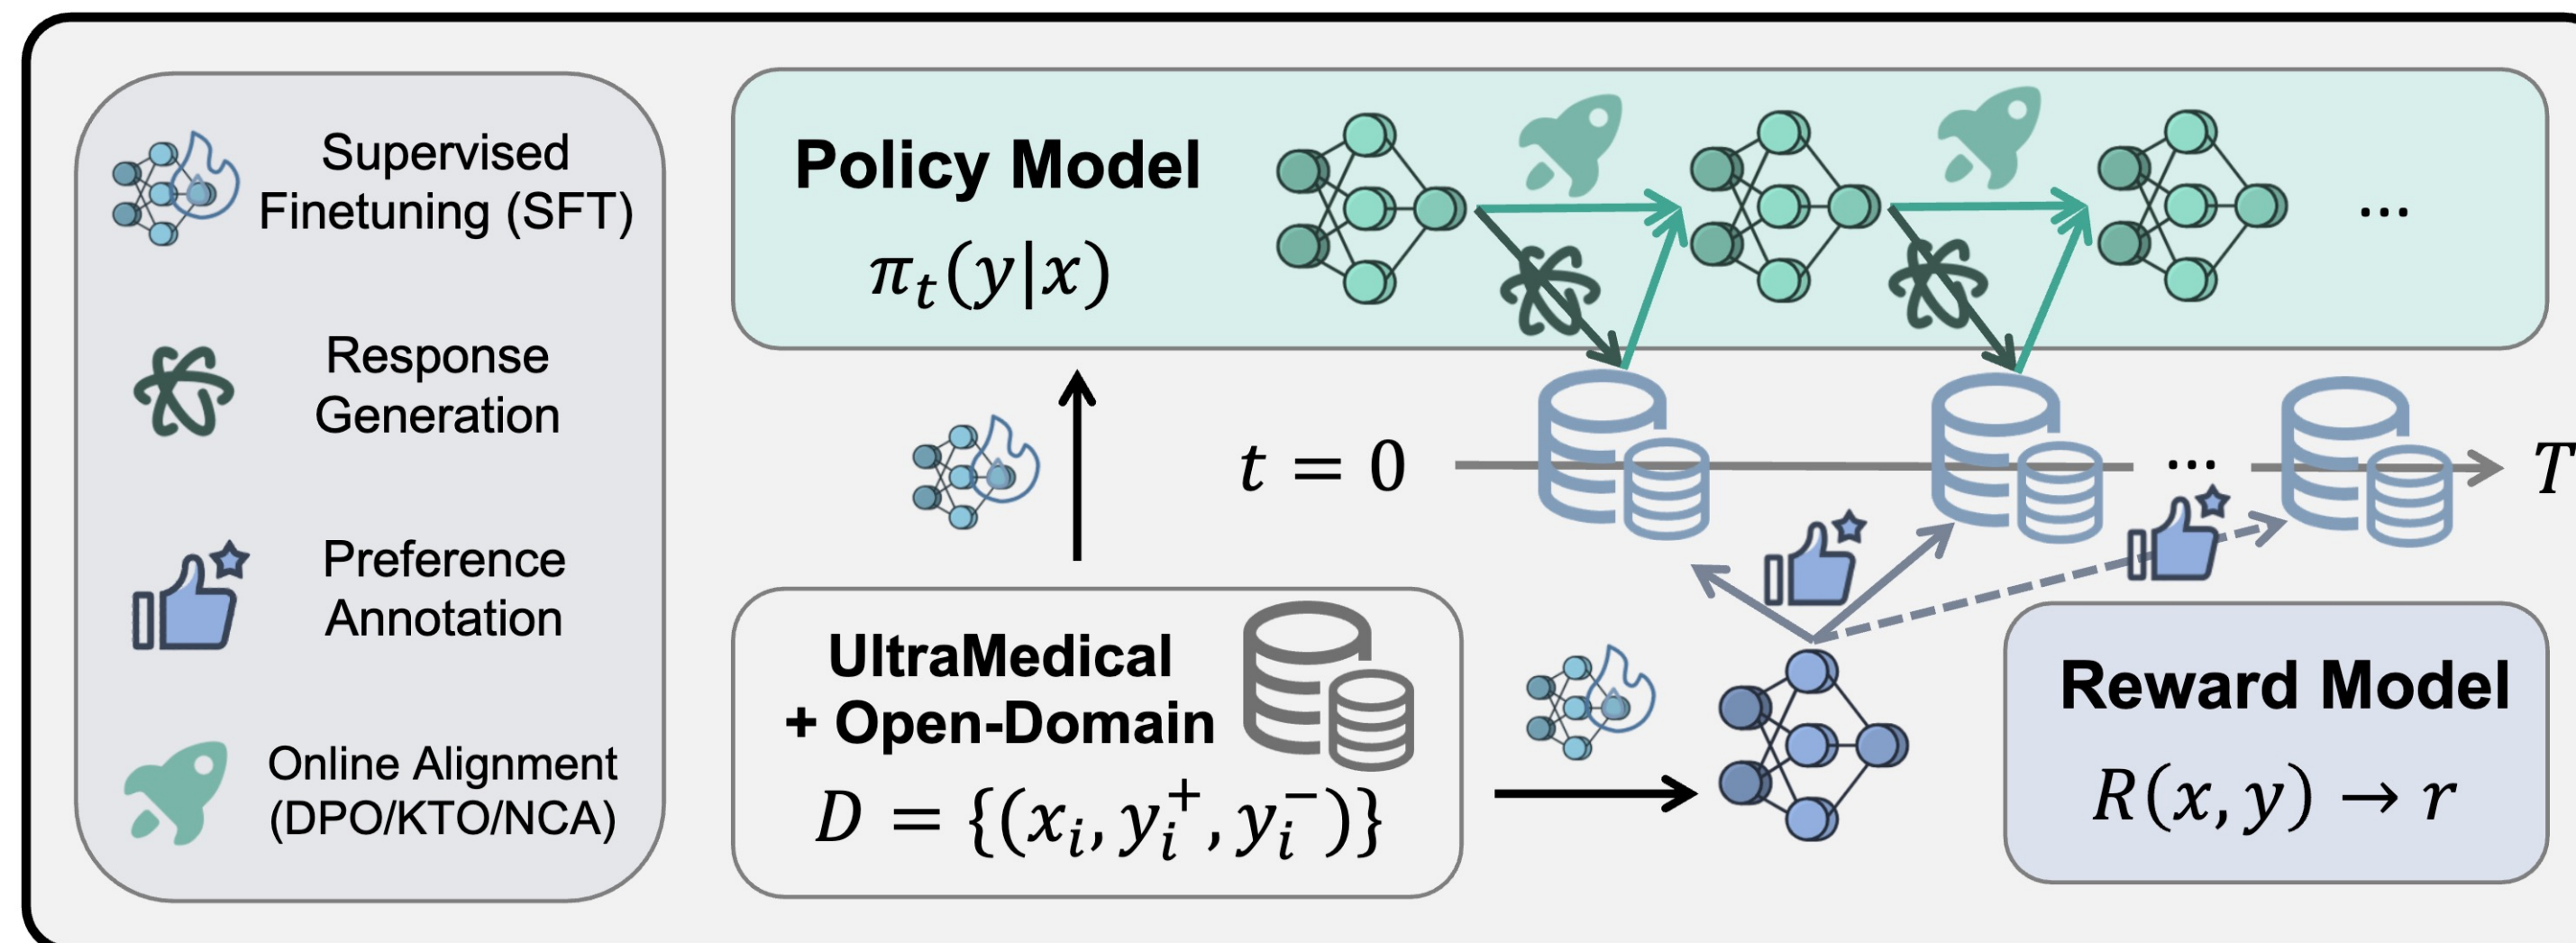 Supervised
Finetuning (SFT)
Response
Generation
Preference
Annotation
Online Alignment
(DPO/KTO/NCA)
Policy Model
π_t(y|x)
...
t = 0
...
T
UltraMedical
+ Open-Domain
D = {(x_i, y_i^+, y_i^-)}
Reward Model
R(x, y) → r